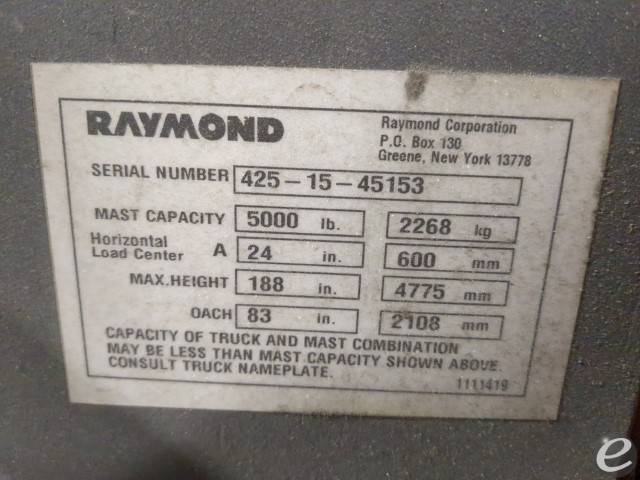 RAYMOND
Raymond Corporation
P.O. Box 130
Greene, New York 13778
SERIAL NUMBER 425-15-45153
MAST CAPACITY 5000 lb. 2268 kg
Horizontal
Load Center A 24 in. 600 mm
MAX.HEIGHT 188 in. 4775 mm
OACH 83 in. 2108 mm
CAPACITY OF TRUCK AND MAST COMBINATION
MAY BE LESS THAN MAST CAPACITY SHOWN ABOVE.
CONSULT TRUCK NAMEPLATE.
1111419
e